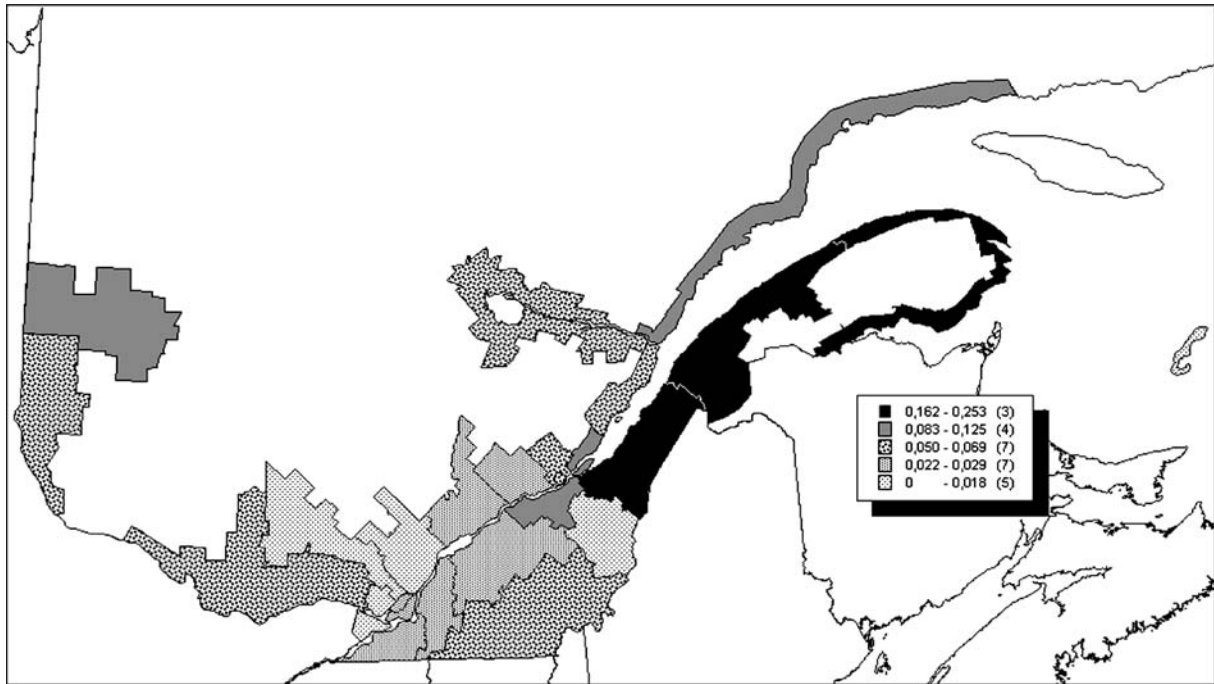 0,162 - 0,253 (3)
0,083 - 0,125 (4)
0,050 - 0,069 (7)
0,022 - 0,029 (7)
0 - 0,018 (5)